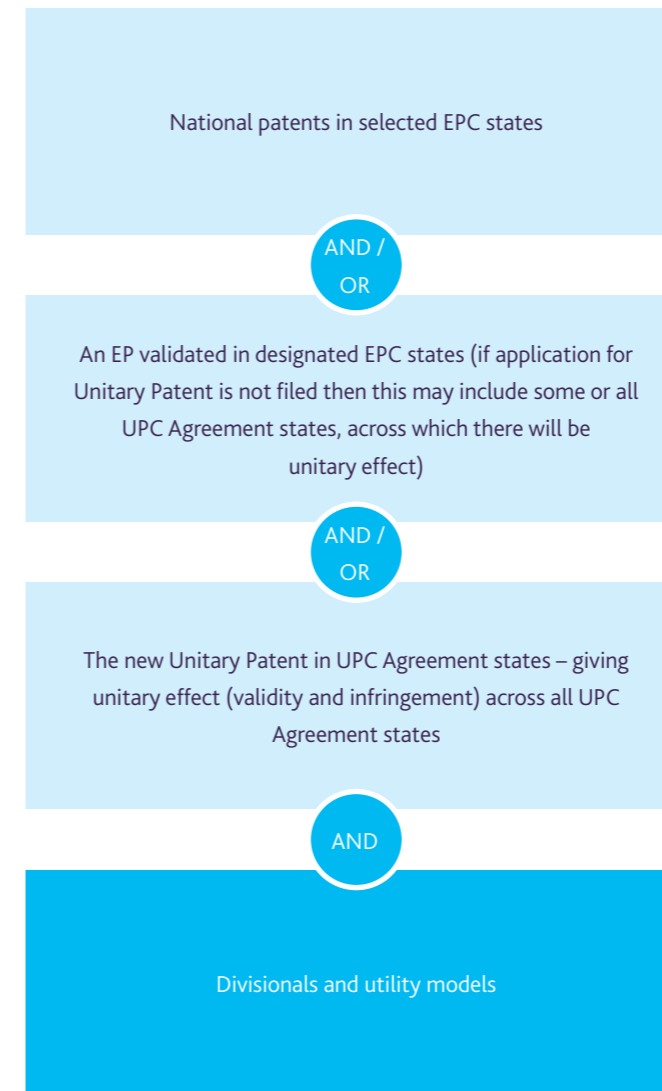 National patents in selected EPC states
AND /
OR
An EP validated in designated EPC states (if application for
Unitary Patent is not filed then this may include some or all
UPC Agreement states, across which there will be
unitary effect)
AND /
OR
The new Unitary Patent in UPC Agreement states – giving
unitary effect (validity and infringement) across all UPC
Agreement states
AND
Divisionals and utility models